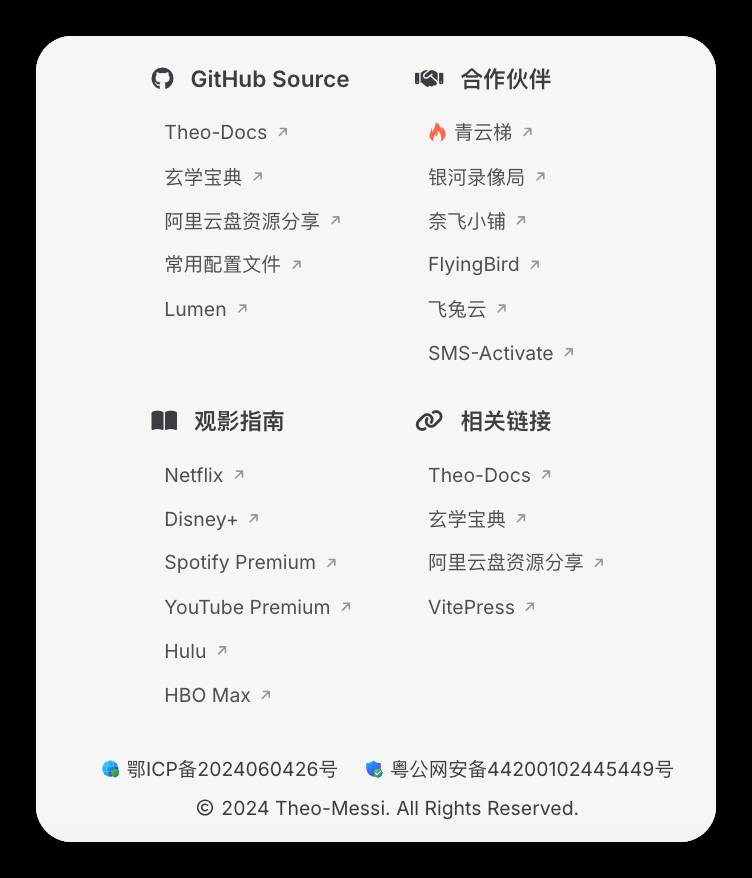 GitHub Source
Theo-Docs
玄学宝典
阿里云盘资源分享
常用配置文件
Lumen
合作伙伴
青云梯
银河录像局
奈飞小铺
FlyingBird
飞兔云
SMS-Activate
观影指南
Netflix
Disney+
Spotify Premium
YouTube Premium
Hulu
HBO Max
相关链接
Theo-Docs
玄学宝典
阿里云盘资源分享
VitePress
鄂ICP备2024060426号 粤公网安备44200102445449号
© 2024 Theo-Messi. All Rights Reserved.